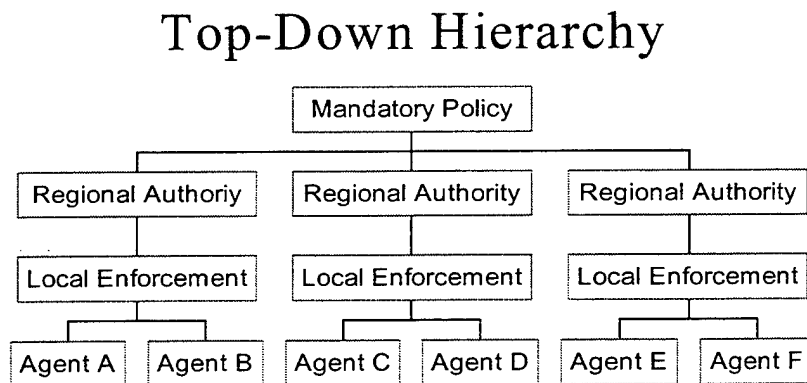 Top-Down Hierarchy
Mandatory Policy
Regional Authoriy Regional Authority Regional Authority
Local Enforcement Local Enforcement Local Enforcement
Agent A Agent B Agent C Agent D Agent E Agent F